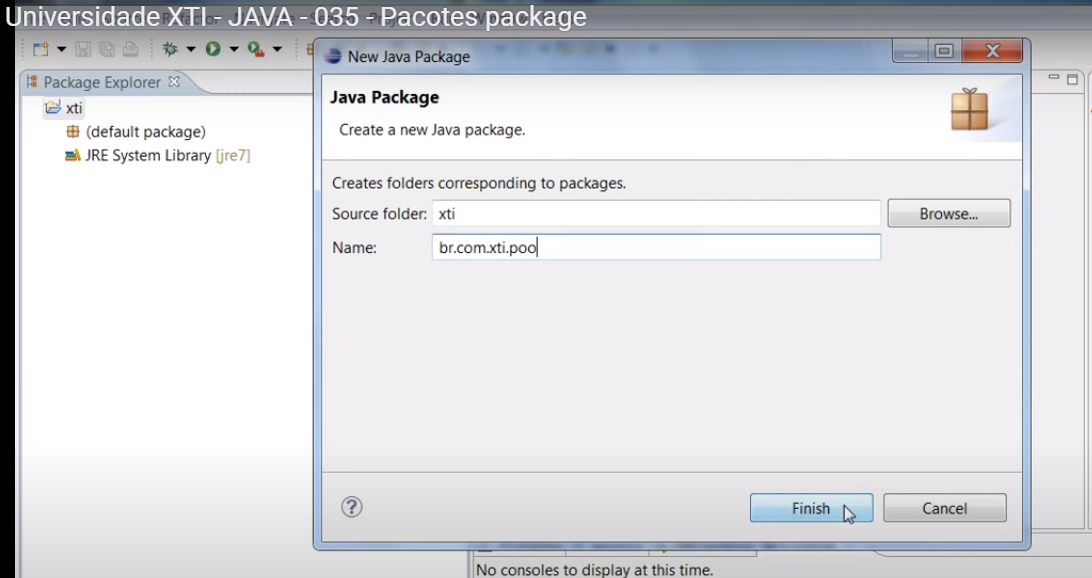 Universidade XTI - JAVA - 035 - Pacotes package
New Java Package
Package Explorer
Java Package
xti
Create a new Java package.
(default package)
JRE System Library [jre7]
Creates folders corresponding to packages.
Source folder: xti Browse...
Name: br.com.xti.poo
Finish Cancel
No consoles to display at this time.